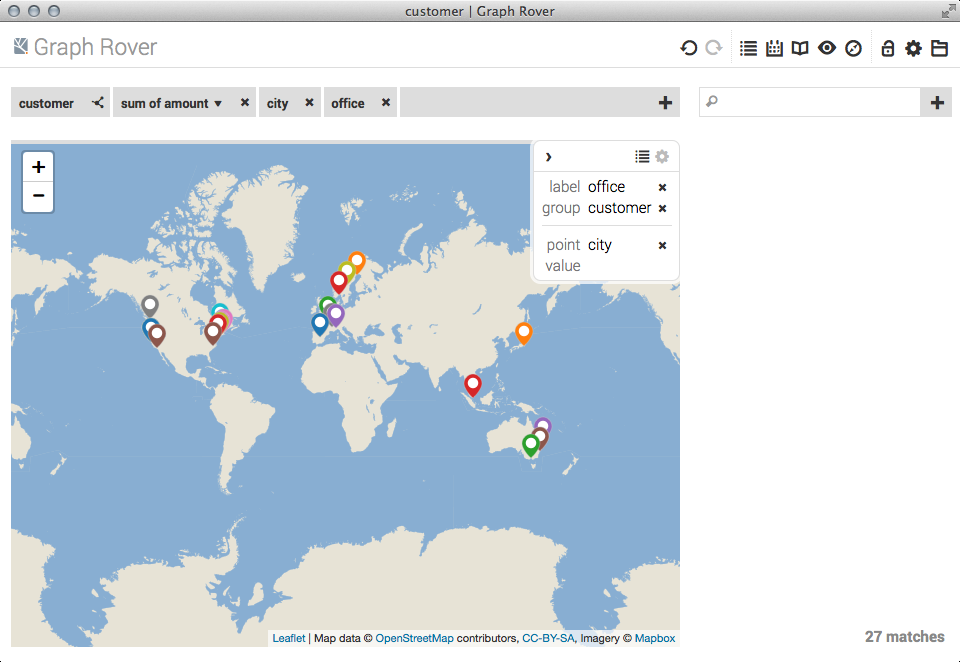 customer | Graph Rover
Graph Rover
customer sum of amount ▼ × city × office × +
+
+
−
›
label office ×
group customer ×
point city ×
value
Leaflet | Map data © OpenStreetMap contributors, CC-BY-SA, Imagery © Mapbox
27 matches